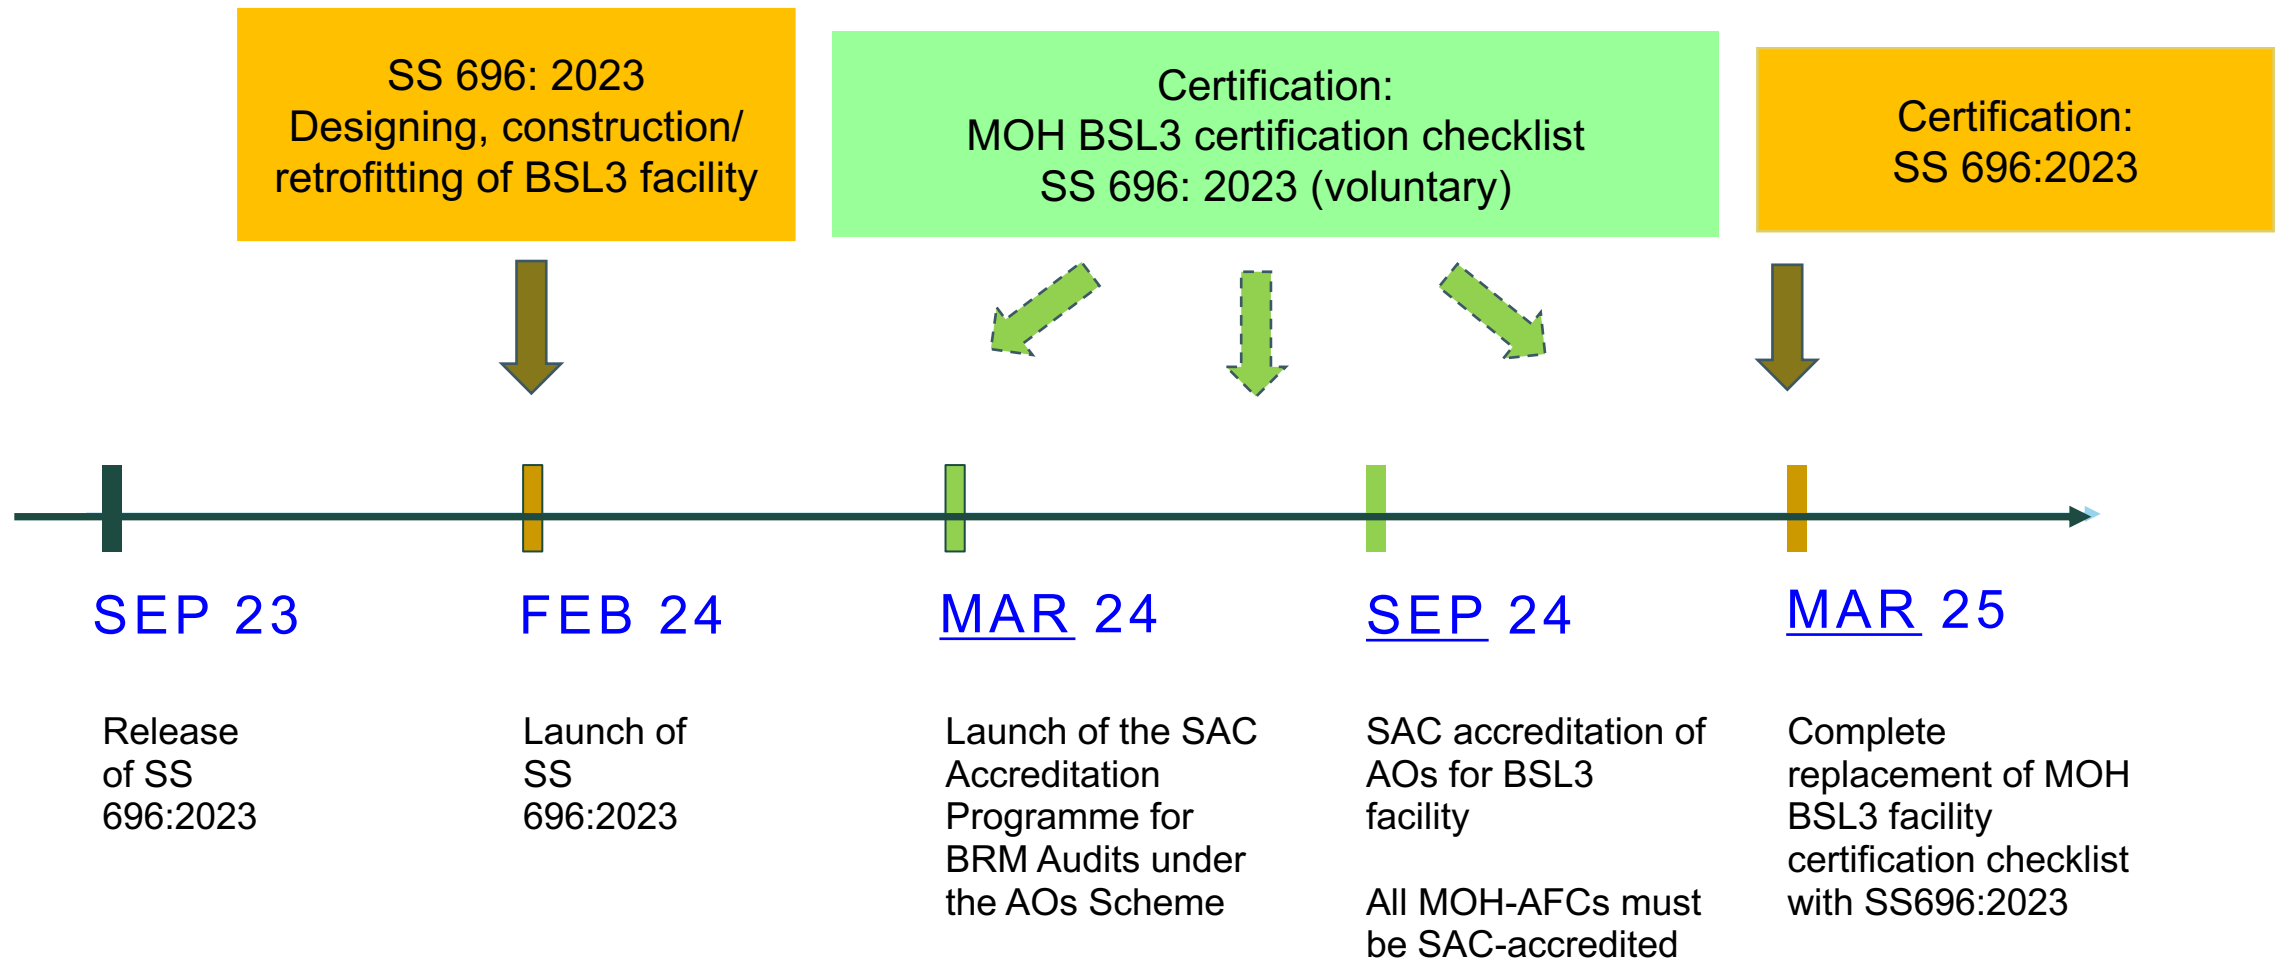 SS 696: 2023
Designing, construction/
retrofitting of BSL3 facility
Certification:
MOH BSL3 certification checklist
SS 696: 2023 (voluntary)
Certification:
SS 696:2023
SEP 23
FEB 24
MAR 24
SEP 24
MAR 25
Release
of SS
696:2023
Launch of
SS
696:2023
Launch of the SAC
Accreditation
Programme for
BRM Audits under
the AOs Scheme
SAC accreditation of
AOs for BSL3
facility
All MOH-AFCs must
be SAC-accredited
Complete
replacement of MOH
BSL3 facility
certification checklist
with SS696:2023